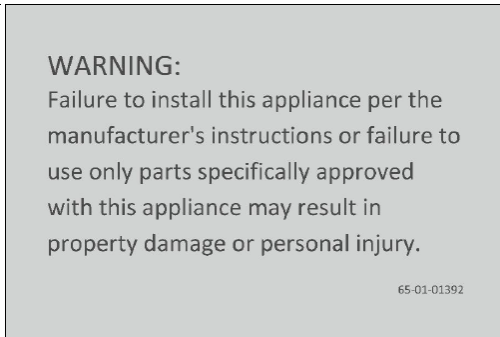 WARNING:
Failure to install this appliance per the
manufacturer's instructions or failure to
use only parts specifically approved
with this appliance may result in
property damage or personal injury.
65-01-01392